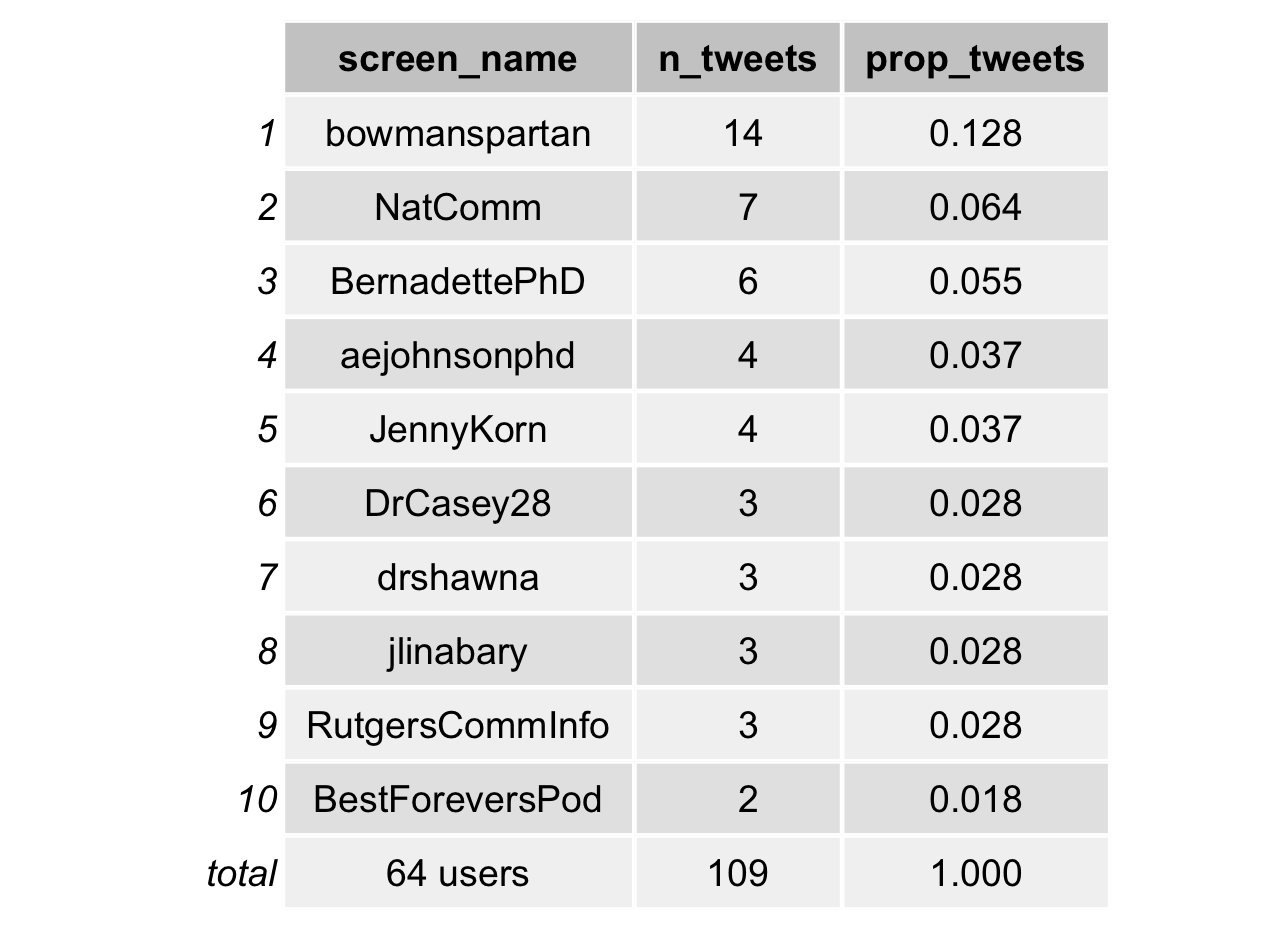 screen_name n_tweets prop_tweets
1 bowmanspartan 14 0.128
2 NatComm 7 0.064
3 BernadettePhD 6 0.055
4 aejohnsonphd 4 0.037
5 JennyKorn 4 0.037
6 DrCasey28 3 0.028
7 drshawna 3 0.028
8 jlinabary 3 0.028
9 RutgersCommInfo 3 0.028
10 BestForeversPod 2 0.018
total 64 users 109 1.000